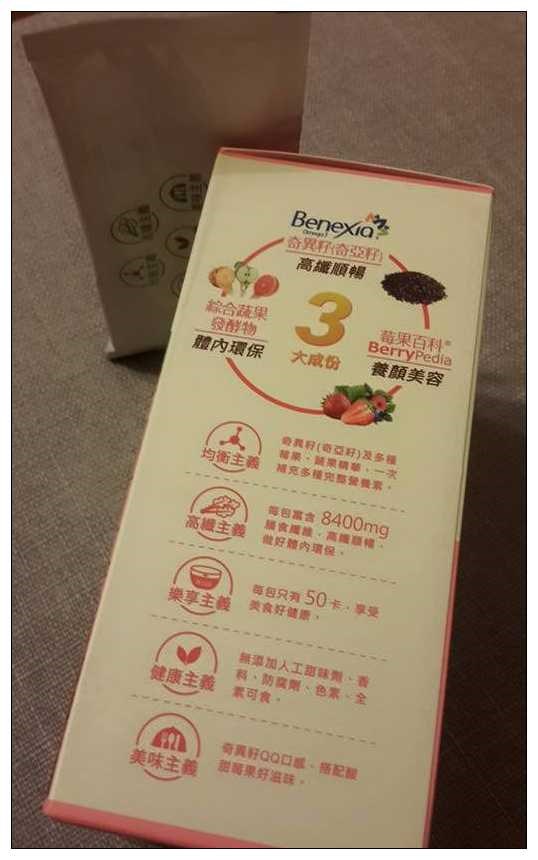 Benexia
Omega3
奇異籽(奇亞籽)
高纖順暢
綜合蔬果
發酵物
體內環保
3
大成份
莓果百科®
BerryPedia
養顏美容
均衡主義
奇異籽(奇亞籽)及多種
莓果、蔬果精華，一次
補充多種完整營養素。
高纖主義
每包富含 8400mg
膳食纖維，高纖順暢，
做好體內環保。
樂享主義
每包只有 50 卡，享受
美食好健康。
健康主義
無添加人工甜味劑、香
料、防腐劑、色素，全
素可食。
美味主義
奇異籽QQ口感，搭配酸
甜莓果好滋味。